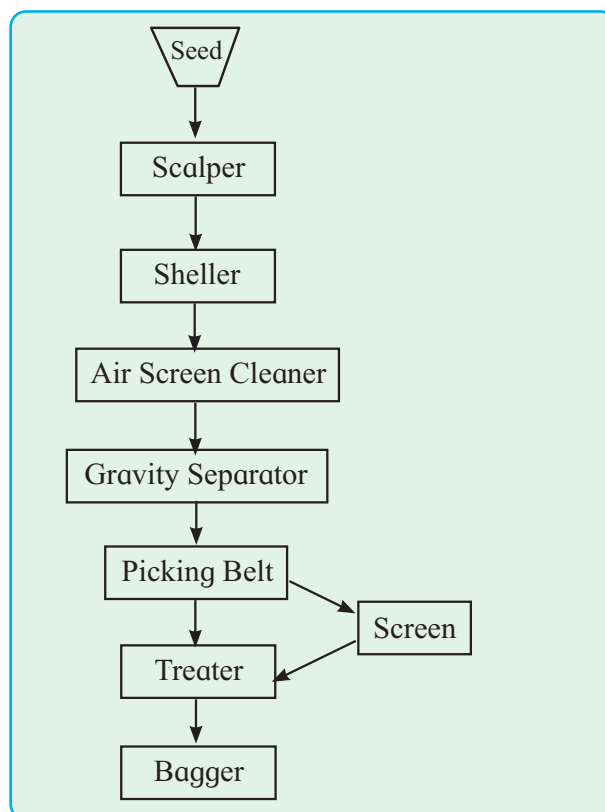 Seed
Scalper
Sheller
Air Screen Cleaner
Gravity Separator
Picking Belt
Screen
Treater
Bagger